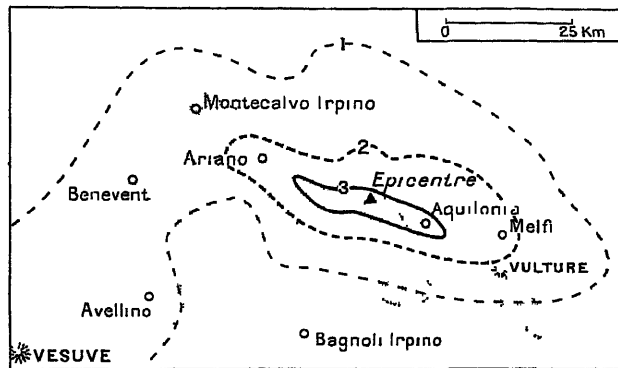 1
0 25 Km
Montecalvo Irpino
2
Ariano
3
Epicentre
Benevent
Aquilonia
Melfi
VULTURE
Avellino
Bagnoli Irpino
VESUVE